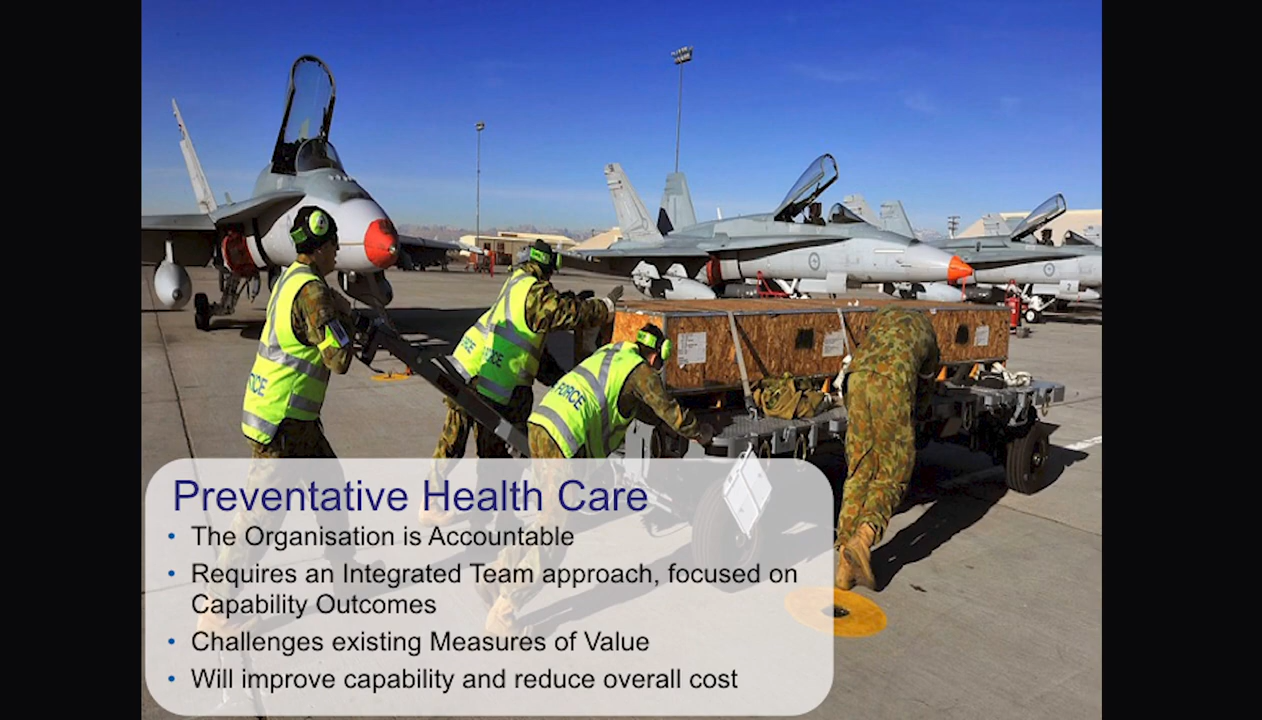 FORCE
Preventative Health Care
• The Organisation is Accountable
• Requires an Integrated Team approach, focused on
Capability Outcomes
• Challenges existing Measures of Value
• Will improve capability and reduce overall cost